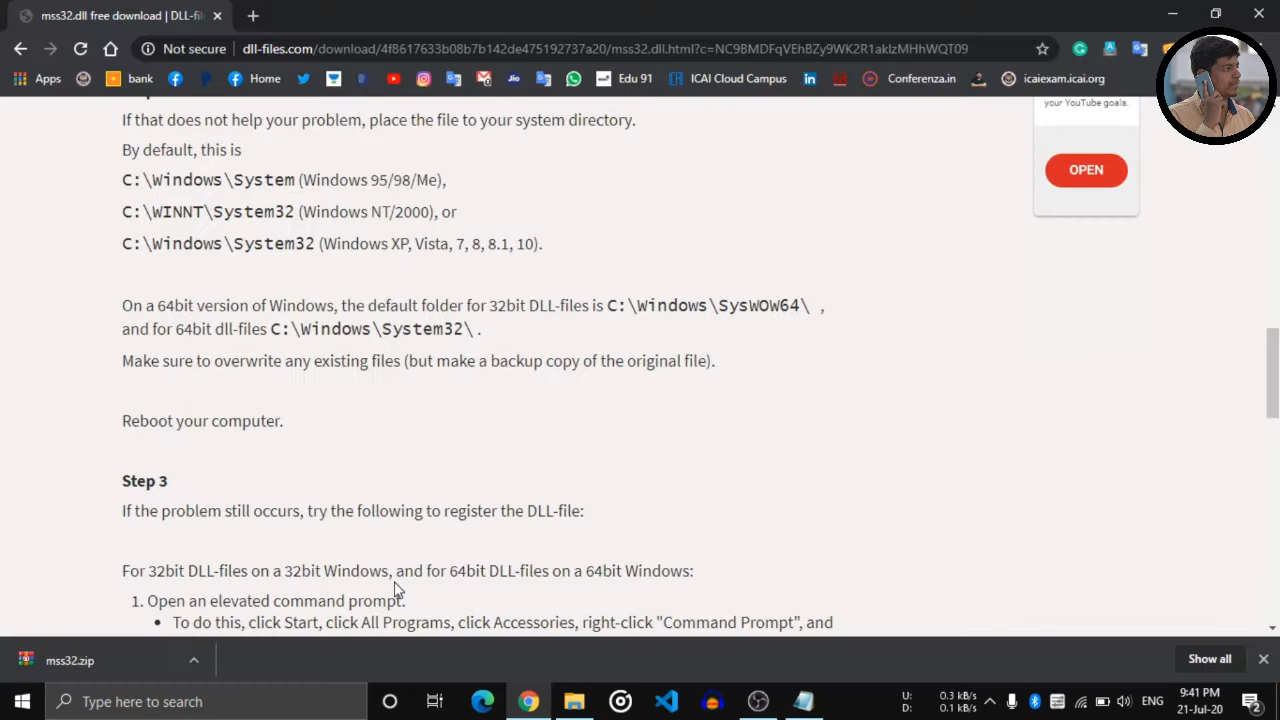 mss32.dll free download | DLL-fil
Not secure
dll-files.com/download/4f8617633b08b7b142de475192737a20/mss32.dll.html?c=NC9BMDFqVEhBZy9WK2R1aklzMHhWQT09
Apps
bank
Home
Jio
Edu 91
ICAI Cloud Campus
Conferenza.in
icaiexam.icai.org
your YouTube goals.
OPEN
If that does not help your problem, place the file to your system directory.
By default, this is
C:\Windows\System (Windows 95/98/Me),
C:\WINNT\System32 (Windows NT/2000), or
C:\Windows\System32 (Windows XP, Vista, 7, 8, 8.1, 10).
On a 64bit version of Windows, the default folder for 32bit DLL-files is C:\Windows\SysWOW64\ ,
and for 64bit dll-files C:\Windows\System32\ .
Make sure to overwrite any existing files (but make a backup copy of the original file).
Reboot your computer.
Step 3
If the problem still occurs, try the following to register the DLL-file:
For 32bit DLL-files on a 32bit Windows, and for 64bit DLL-files on a 64bit Windows:
1. Open an elevated command prompt.
• To do this, click Start, click All Programs, click Accessories, right-click "Command Prompt", and
mss32.zip
Show all
Type here to search
U: 0.3 kB/s
D: 0.1 kB/s
ENG
9:41 PM
21-Jul-20
2